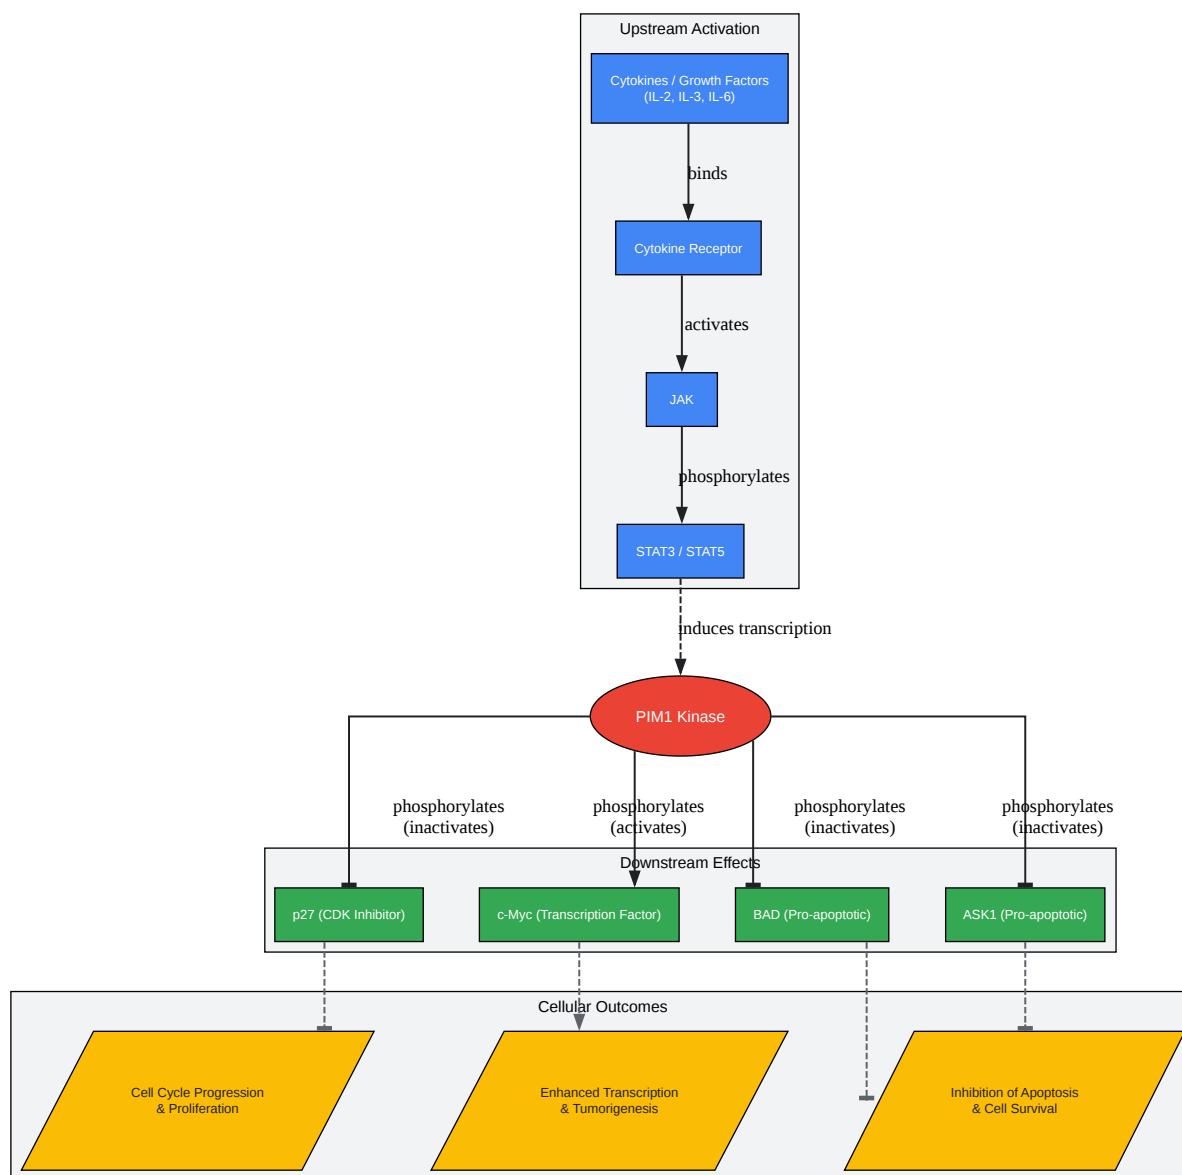 Upstream Activation
Cytokines / Growth Factors
(IL-2, IL-3, IL-6)
binds
Cytokine Receptor
activates
JAK
phosphorylates
STAT3 / STAT5
induces transcription
PIM1 Kinase
phosphorylates
(inactivates)
phosphorylates
(activates)
phosphorylates
(inactivates)
phosphorylates
(inactivates)
Downstream Effects
p27 (CDK Inhibitor)
c-Myc (Transcription Factor)
BAD (Pro-apoptotic)
ASK1 (Pro-apoptotic)
Cellular Outcomes
Cell Cycle Progression
& Proliferation
Enhanced Transcription
& Tumorigenesis
Inhibition of Apoptosis
& Cell Survival